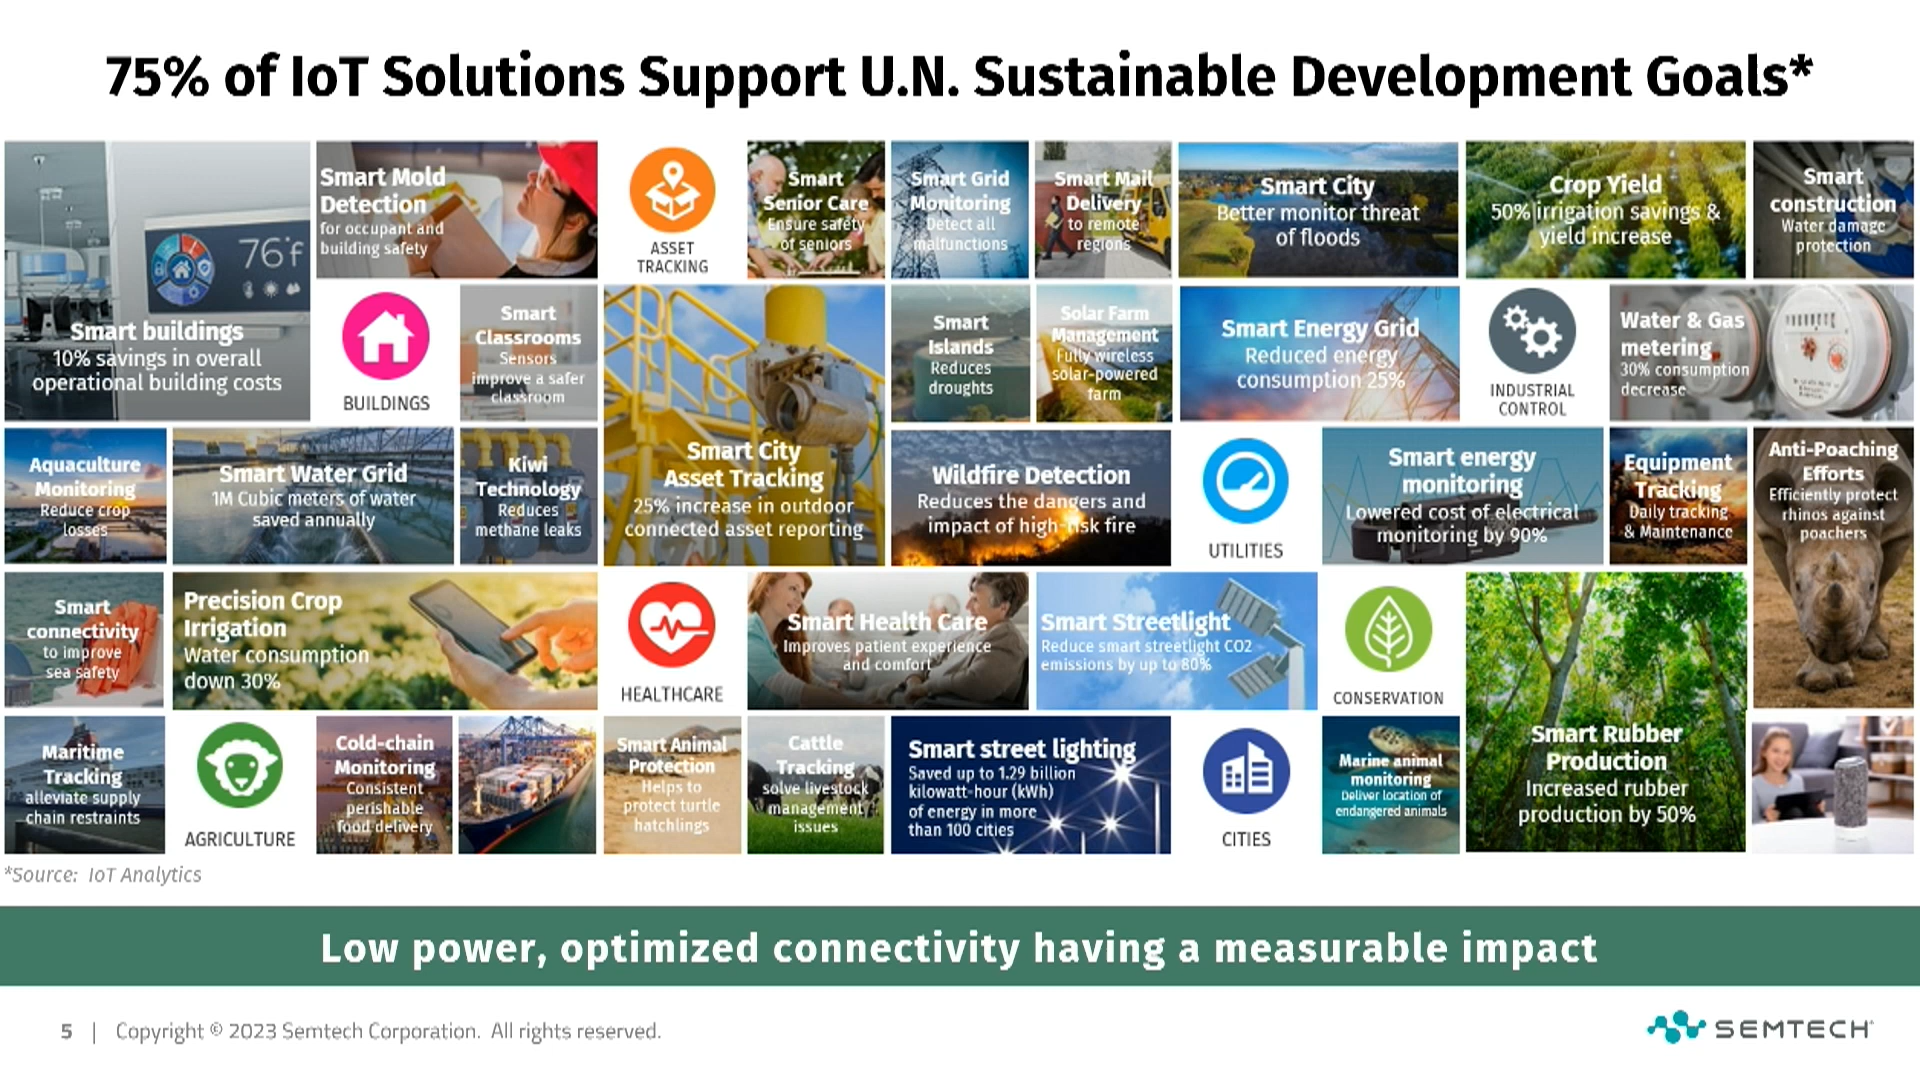 75% of IoT Solutions Support U.N. Sustainable Development Goals*
76°f
Smart buildings
10% savings in overall
operational building costs
Smart Mold
Detection
for occupant and
building safety
ASSET
TRACKING
Smart
Senior Care
Ensure safety
of seniors
Smart Grid
Monitoring
Detect all
malfunctions
Smart Mail
Delivery
to remote
regions
Smart City
Better monitor threat
of floods
Crop Yield
50% irrigation savings &
yield increase
Smart
construction
Water damage
protection
BUILDINGS
Smart
Classrooms
Sensors
improve a safer
classroom
Smart City
Asset Tracking
25% increase in outdoor
connected asset reporting
Smart
Islands
Reduces
droughts
Solar Farm
Management
Fully wireless
solar-powered
farm
Smart Energy Grid
Reduced energy
consumption 25%
INDUSTRIAL
CONTROL
Water & Gas
metering
30% consumption
decrease
Aquaculture
Monitoring
Reduce crop
losses
Smart Water Grid
1M Cubic meters of water
saved annually
Kiwi
Technology
Reduces
methane leaks
Wildfire Detection
Reduces the dangers and
impact of high-risk fire
UTILITIES
Smart energy
monitoring
Lowered cost of electrical
monitoring by 90%
Equipment
Tracking
Daily tracking
& Maintenance
Anti-Poaching
Efforts
Efficiently protect
rhinos against
poachers
Smart
connectivity
to improve
sea safety
Precision Crop
Irrigation
Water consumption
down 30%
HEALTHCARE
Smart Health Care
Improves patient experience
and comfort
Smart Streetlight
Reduce smart streetlight CO2
emissions by up to 80%
CONSERVATION
Smart Rubber
Production
Increased rubber
production by 50%
Maritime
Tracking
alleviate supply
chain restraints
AGRICULTURE
Cold-chain
Monitoring
Consistent
perishable
food delivery
Smart Animal
Protection
Helps to
protect turtle
hatchlings
Cattle
Tracking
solve livestock
management
issues
Smart street lighting
Saved up to 1.29 billion
kilowatt-hour (kWh)
of energy in more
than 100 cities
CITIES
Marine animal
monitoring
Deliver location of
endangered animals
*Source: IoT Analytics
Low power, optimized connectivity having a measurable impact
5 | Copyright © 2023 Semtech Corporation. All rights reserved.
SEMTECH